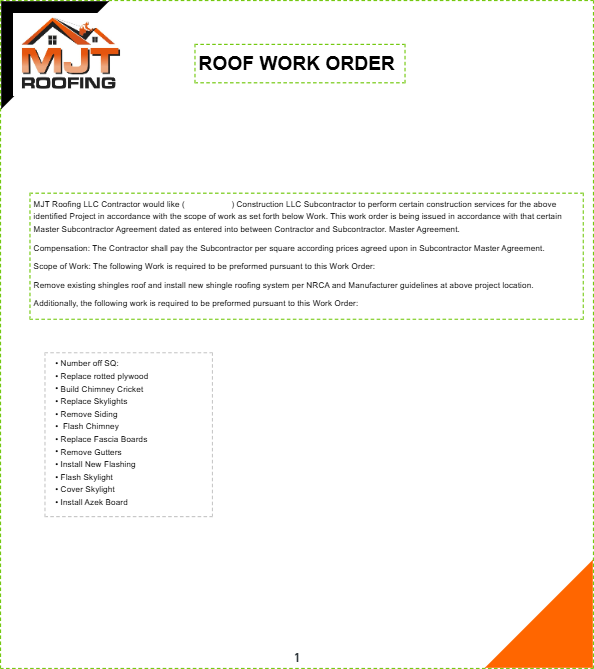 MJT
ROOFING
ROOF WORK ORDER
MJT Roofing LLC Contractor would like ( ) Construction LLC Subcontractor to perform certain construction services for the above
identified Project in accordance with the scope of work as set forth below Work. This work order is being issued in accordance with that certain
Master Subcontractor Agreement dated as entered into between Contractor and Subcontractor. Master Agreement.
Compensation: The Contractor shall pay the Subcontractor per square according prices agreed upon in Subcontractor Master Agreement.
Scope of Work: The following Work is required to be preformed pursuant to this Work Order:
Remove existing shingles roof and install new shingle roofing system per NRCA and Manufacturer guidelines at above project location.
Additionally, the following work is required to be preformed pursuant to this Work Order:
• Number off SQ:
• Replace rotted plywood
• Build Chimney Cricket
• Replace Skylights
• Remove Siding
• Flash Chimney
• Replace Fascia Boards
• Remove Gutters
• Install New Flashing
• Flash Skylight
• Cover Skylight
• Install Azek Board
1